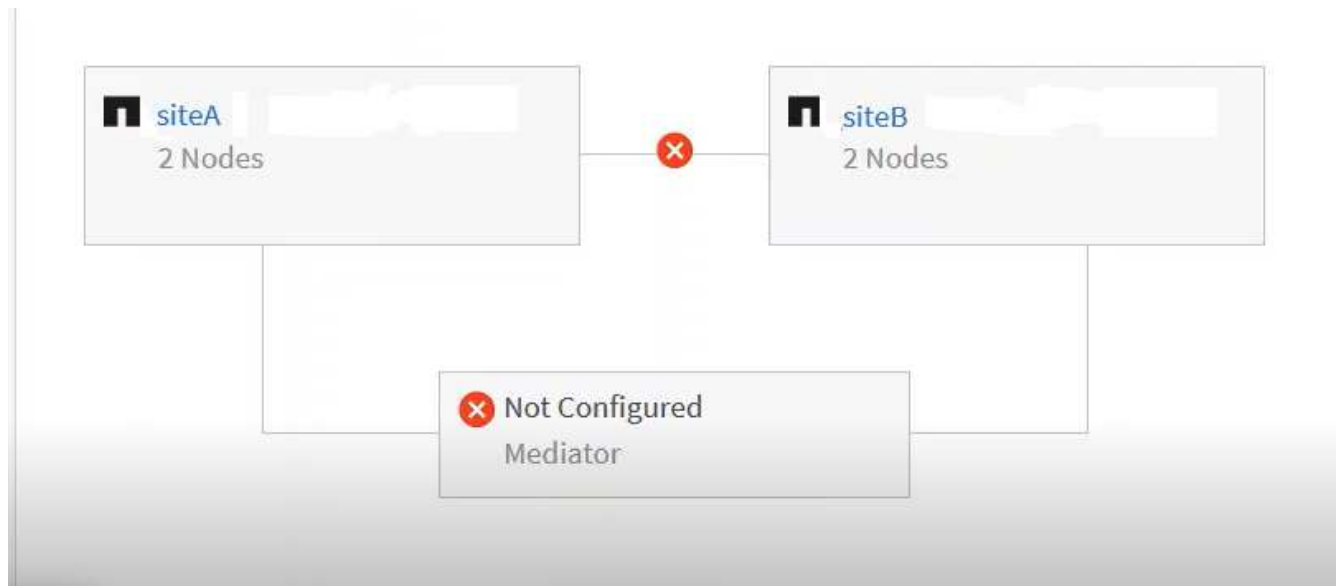 siteA
2 Nodes
siteB
2 Nodes
Not Configured
Mediator